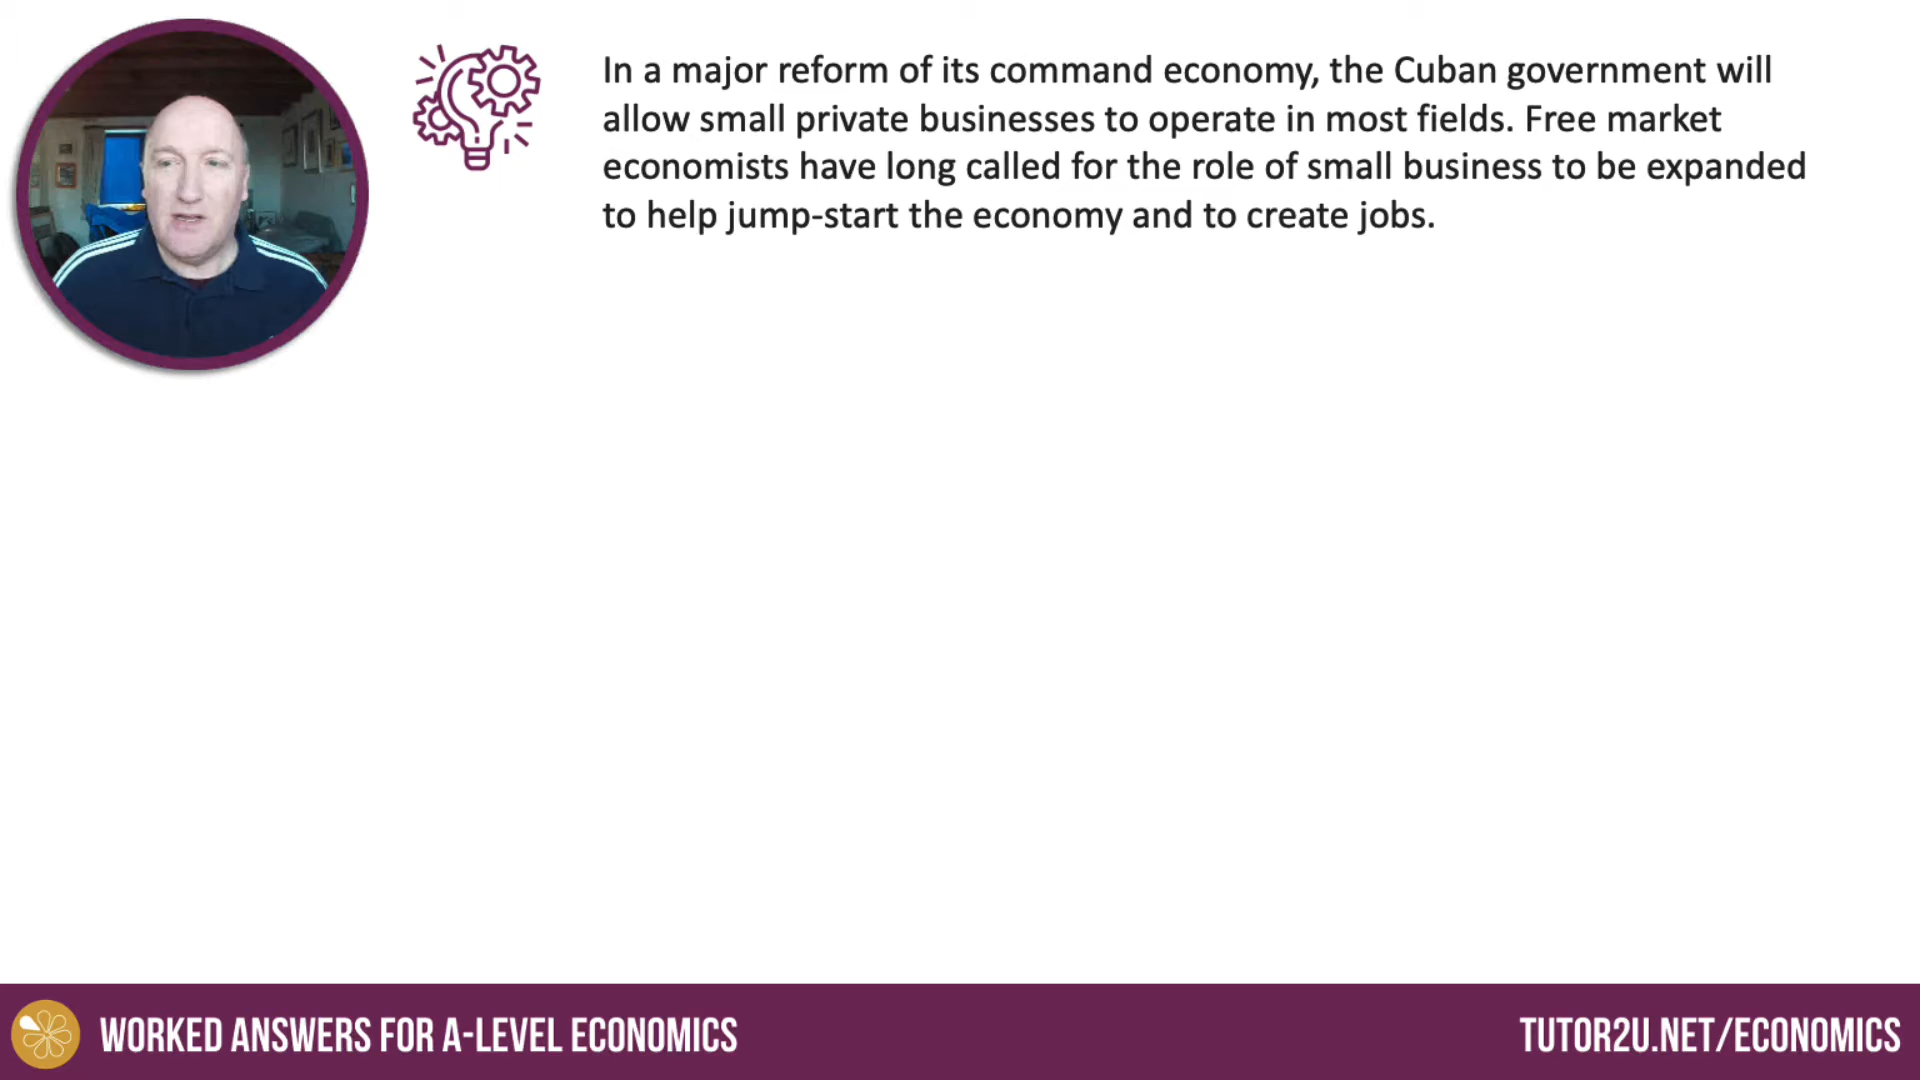 In a major reform of its command economy, the Cuban government will
allow small private businesses to operate in most fields. Free market
economists have long called for the role of small business to be expanded
to help jump-start the economy and to create jobs.
WORKED ANSWERS FOR A-LEVEL ECONOMICS
TUTOR2U.NET/ECONOMICS